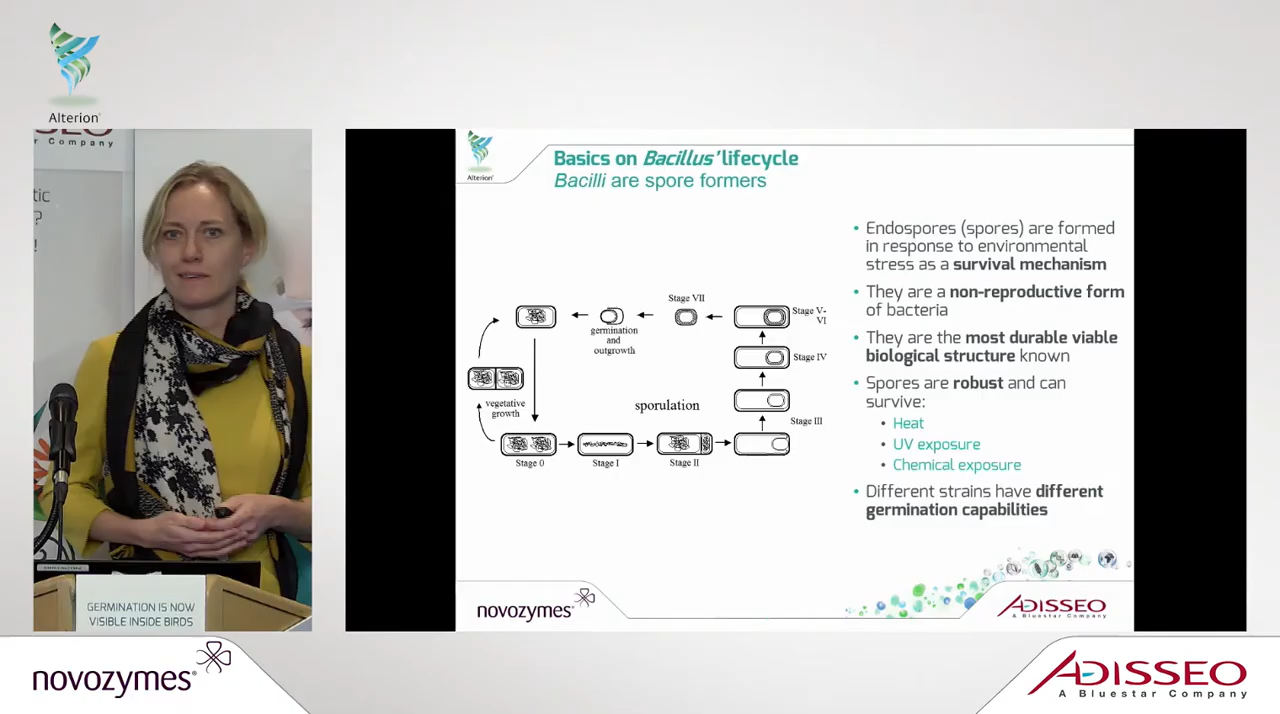 Alterion®
SSEO
r Company
tic
?
!
GERMINATION IS NOW
VISIBLE INSIDE BIRDS
Alterion®
Basics on Bacillus' lifecycle
Bacilli are spore formers
Stage VII
germination
and
outgrowth
Stage V-
VI
Stage IV
vegetative
growth
sporulation
Stage III
Stage 0
Stage I
Stage II
• Endospores (spores) are formed
in response to environmental
stress as a survival mechanism
• They are a non-reproductive form
of bacteria
• They are the most durable viable
biological structure known
• Spores are robust and can
survive:
• Heat
• UV exposure
• Chemical exposure
• Different strains have different
germination capabilities
novozymes®
ADISSEO
A Bluestar Company
novozymes®
ADISSEO
A Bluestar Company